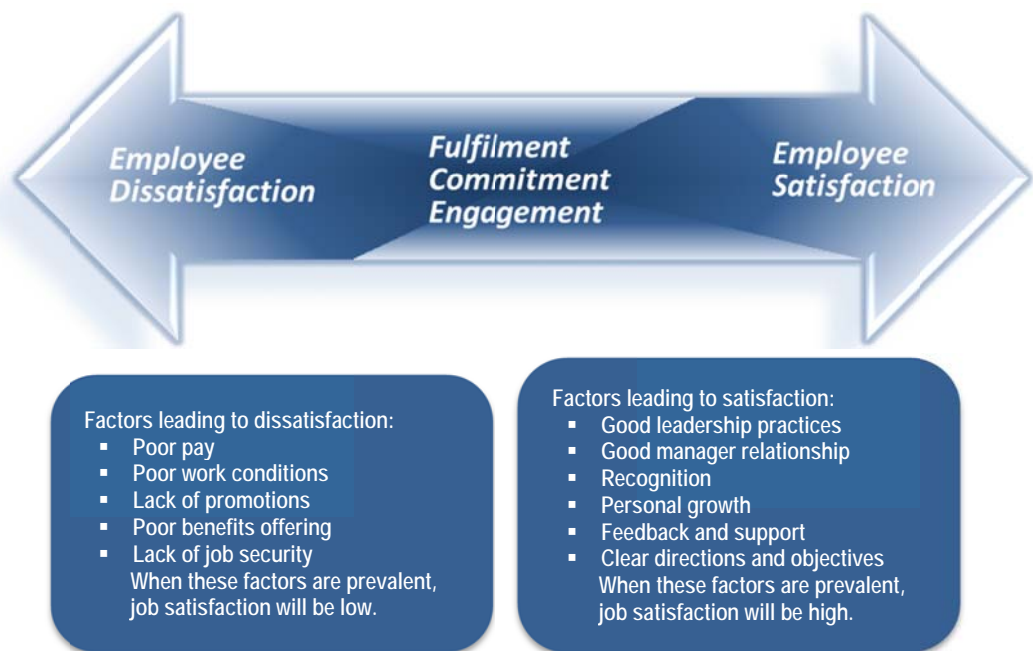 Employee
Dissatisfaction
Fulfilment
Commitment
Engagement
Employee
Satisfaction
Factors leading to dissatisfaction:
▪ Poor pay
▪ Poor work conditions
▪ Lack of promotions
▪ Poor benefits offering
▪ Lack of job security
When these factors are prevalent,
job satisfaction will be low.
Factors leading to satisfaction:
▪ Good leadership practices
▪ Good manager relationship
▪ Recognition
▪ Personal growth
▪ Feedback and support
▪ Clear directions and objectives
When these factors are prevalent,
job satisfaction will be high.